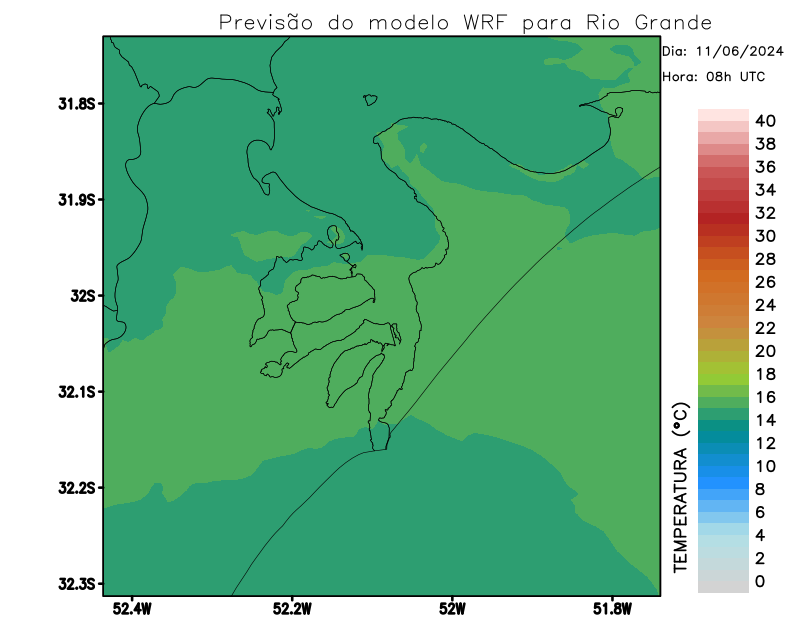 Previsão do modelo WRF para Rio Grande
Dia: 11/06/2024
Hora: 08h UTC
31.8S
31.9S
32S
32.1S
32.2S
32.3S
52.4W
52.2W
52W
51.8W
TEMPERATURA (°C)
40
38
36
34
32
30
28
26
24
22
20
18
16
14
12
10
8
6
4
2
0